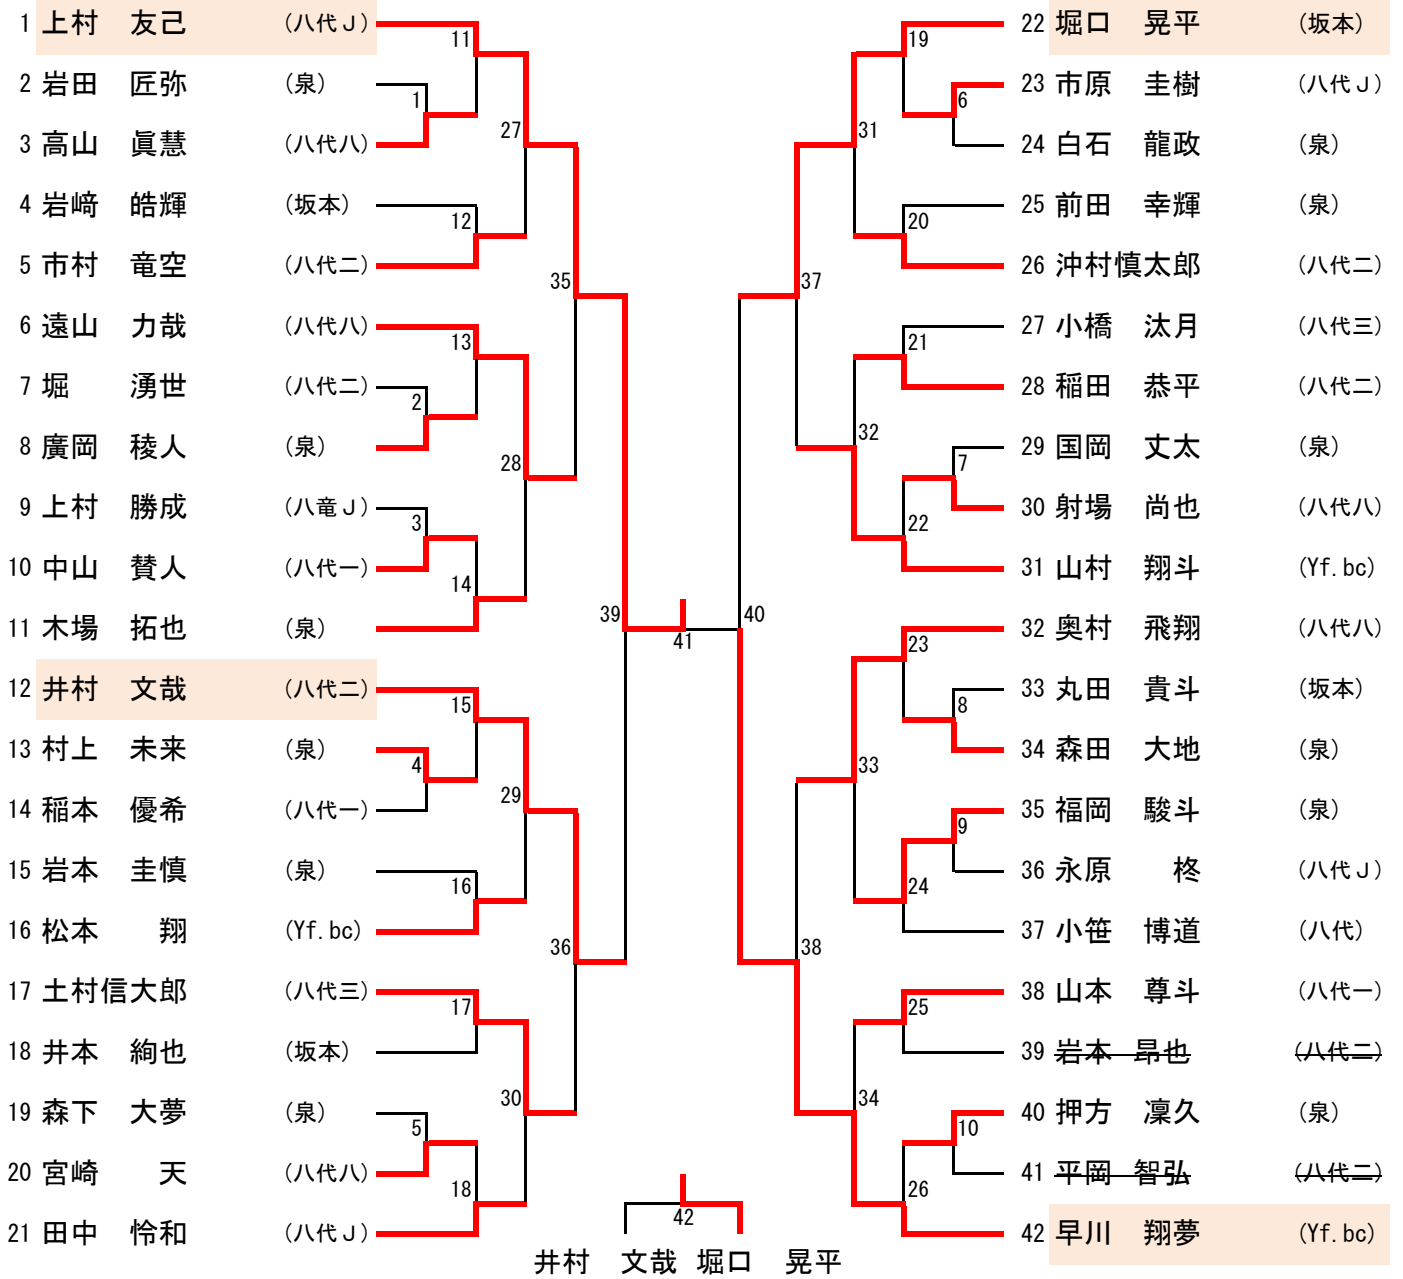 1 上村 友己 (八代Ｊ)
2 岩田 匠弥 (泉)
3 高山 眞慧 (八代八)
4 岩﨑 皓輝 (坂本)
5 市村 竜空 (八代二)
6 遠山 力哉 (八代八)
7 堀 湧世 (八代二)
8 廣岡 稜人 (泉)
9 上村 勝成 (八竜Ｊ)
10 中山 賛人 (八代一)
11 木場 拓也 (泉)
12 井村 文哉 (八代二)
13 村上 未来 (泉)
14 稲本 優希 (八代一)
15 岩本 圭慎 (泉)
16 松本 翔 (Yf.bc)
17 土村信大郎 (八代三)
18 井本 絢也 (坂本)
19 森下 大夢 (泉)
20 宮崎 天 (八代八)
21 田中 怜和 (八代Ｊ)
11
1
27
12
35
13
2
28
3
14
39
15
4
29
16
36
17
30
5
18
41
40
42
井村 文哉 堀口 晃平
19
6
31
20
37
21
32
7
22
23
8
33
9
24
38
25
34
10
26
22 堀口 晃平 (坂本)
23 市原 圭樹 (八代Ｊ)
24 白石 龍政 (泉)
25 前田 幸輝 (泉)
26 沖村慎太郎 (八代二)
27 小橋 汰月 (八代三)
28 稲田 恭平 (八代二)
29 国岡 丈太 (泉)
30 射場 尚也 (八代八)
31 山村 翔斗 (Yf.bc)
32 奥村 飛翔 (八代八)
33 丸田 貴斗 (坂本)
34 森田 大地 (泉)
35 福岡 駿斗 (泉)
36 永原 柊 (八代Ｊ)
37 小笹 博道 (八代)
38 山本 尊斗 (八代一)
39 岩本 昂也 (八代二)
40 押方 凜久 (泉)
41 平岡 智弘 (八代二)
42 早川 翔夢 (Yf.bc)